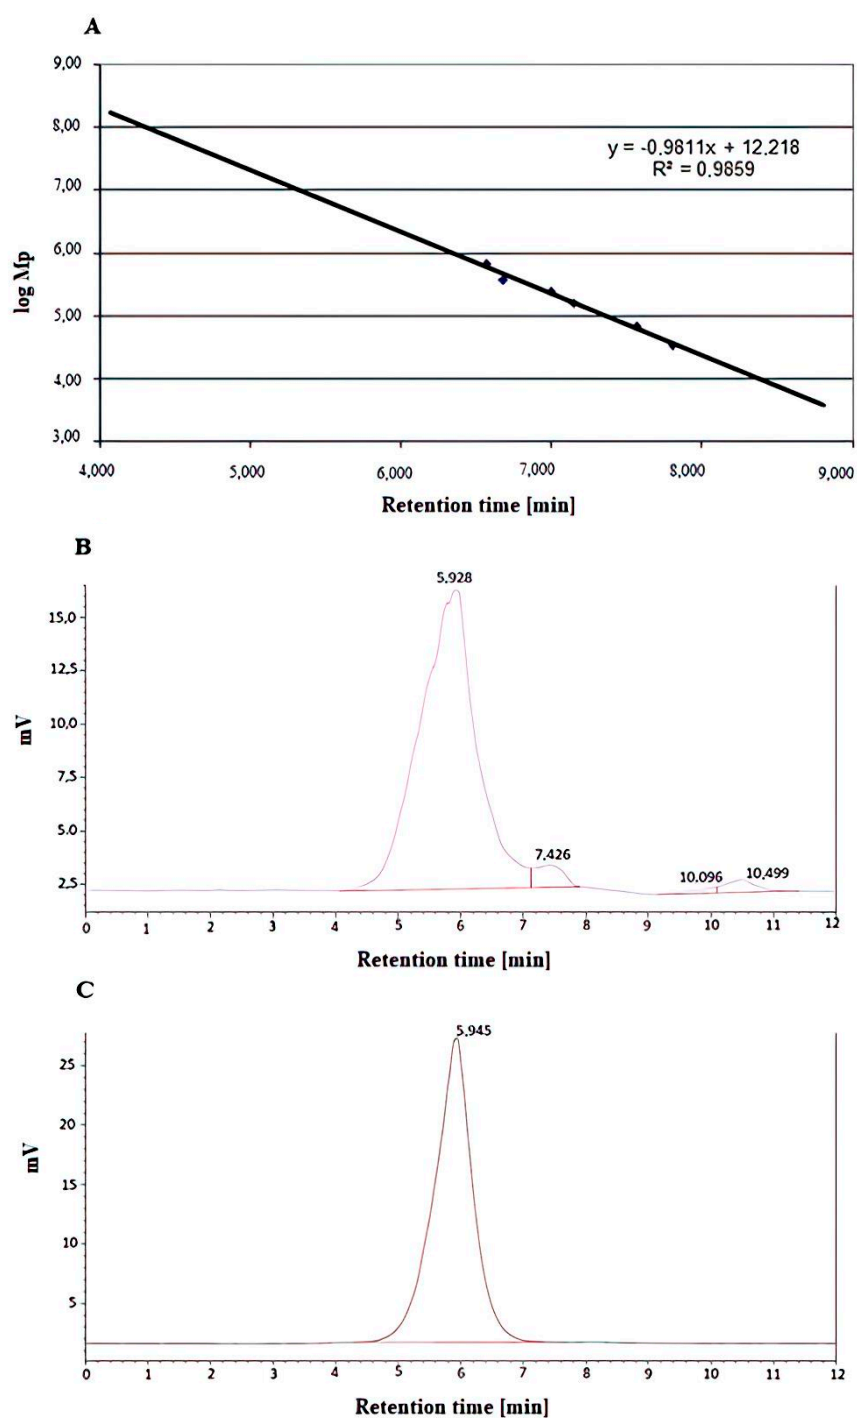 A
9,00
8,00
7,00
6,00
5,00
4,00
3,00
log Mp
y = -0.9811x + 12.218
R² = 0.9859
4,000 5,000 6,000 7,000 8,000 9,000
Retention time [min]
B
5.928
15,0
12,5
10,0
7,5
5,0
2,5
mV
7.426
10.096 10,499
0 1 2 3 4 5 6 7 8 9 10 11 12
Retention time [min]
C
5.945
25
20
15
10
5
mV
0 1 2 3 4 5 6 7 8 9 10 11 12
Retention time [min]